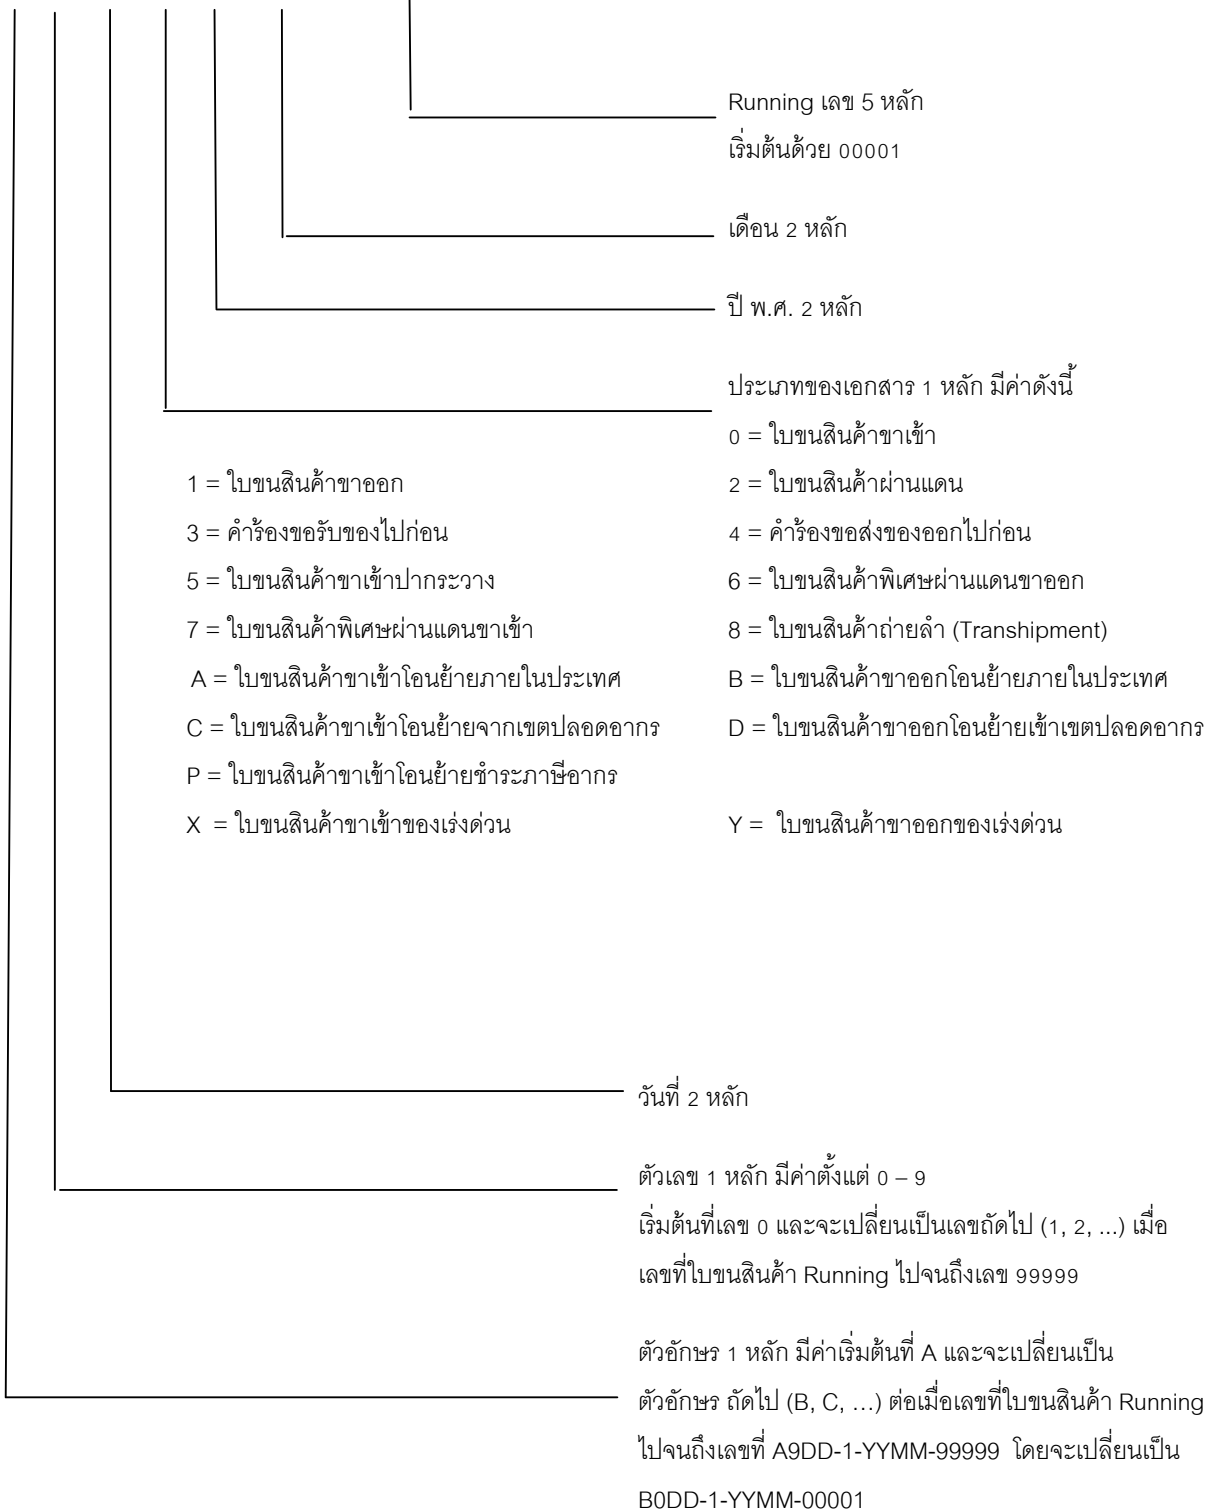 Running เลข 5 หลัก
เริ่มต้นด้วย 00001
เดือน 2 หลัก
ปี พ.ศ. 2 หลัก
ประเภทของเอกสาร 1 หลัก มีค่าดังนี้
0 = ใบขนสินค้าขาเข้า
1 = ใบขนสินค้าขาออก 2 = ใบขนสินค้าผ่านแดน
3 = คำร้องขอรับของไปก่อน 4 = คำร้องขอส่งของออกไปก่อน
5 = ใบขนสินค้าขาเข้าปากระวาง 6 = ใบขนสินค้าพิเศษผ่านแดนขาออก
7 = ใบขนสินค้าพิเศษผ่านแดนขาเข้า 8 = ใบขนสินค้าถ่ายลำ (Transhipment)
A = ใบขนสินค้าขาเข้าโอนย้ายภายในประเทศ B = ใบขนสินค้าขาออกโอนย้ายภายในประเทศ
C = ใบขนสินค้าขาเข้าโอนย้ายจากเขตปลอดอากร D = ใบขนสินค้าขาออกโอนย้ายเข้าเขตปลอดอากร
P = ใบขนสินค้าขาเข้าโอนย้ายชำระภาษีอากร
X = ใบขนสินค้าขาเข้าของเร่งด่วน Y = ใบขนสินค้าขาออกของเร่งด่วน
วันที่ 2 หลัก
ตัวเลข 1 หลัก มีค่าตั้งแต่ 0 – 9
เริ่มต้นที่เลข 0 และจะเปลี่ยนเป็นเลขถัดไป (1, 2, ...) เมื่อ
เลขที่ใบขนสินค้า Running ไปจนถึงเลข 99999
ตัวอักษร 1 หลัก มีค่าเริ่มต้นที่ A และจะเปลี่ยนเป็น
ตัวอักษร ถัดไป (B, C, …) ต่อเมื่อเลขที่ใบขนสินค้า Running
ไปจนถึงเลขที่ A9DD-1-YYMM-99999 โดยจะเปลี่ยนเป็น
B0DD-1-YYMM-00001